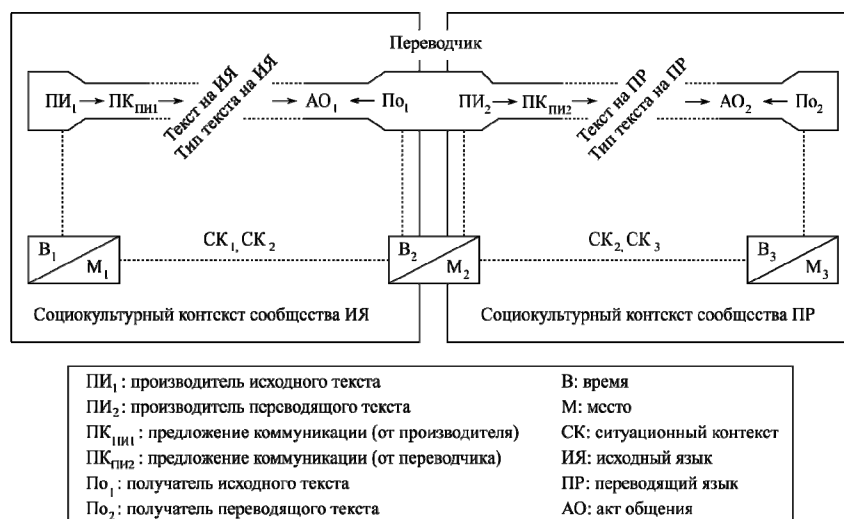 Переводчик
ПИ₁ → ПК_ПИ1 → Текст на ИЯ → АО₁ ← По₁ ПИ₂ → ПК_ПИ2 → Текст на ПР → АО₂ ← По₂
Тип текста на ИЯ Тип текста на ПР
СК₁, СК₂ СК₂, СК₃
В₁ В₂ В₃
М₁ М₂ М₃
Социокультурный контекст сообщества ИЯ Социокультурный контекст сообщества ПР
ПИ₁ : производитель исходного текста
ПИ₂ : производитель переводящего текста
ПК_ПИ1 : предложение коммуникации (от производителя)
ПК_ПИ2 : предложение коммуникации (от переводчика)
По₁ : получатель исходного текста
По₂ : получатель переводящего текста
В: время
М: место
СК: ситуационный контекст
ИЯ: исходный язык
ПР: переводящий язык
АО: акт общения